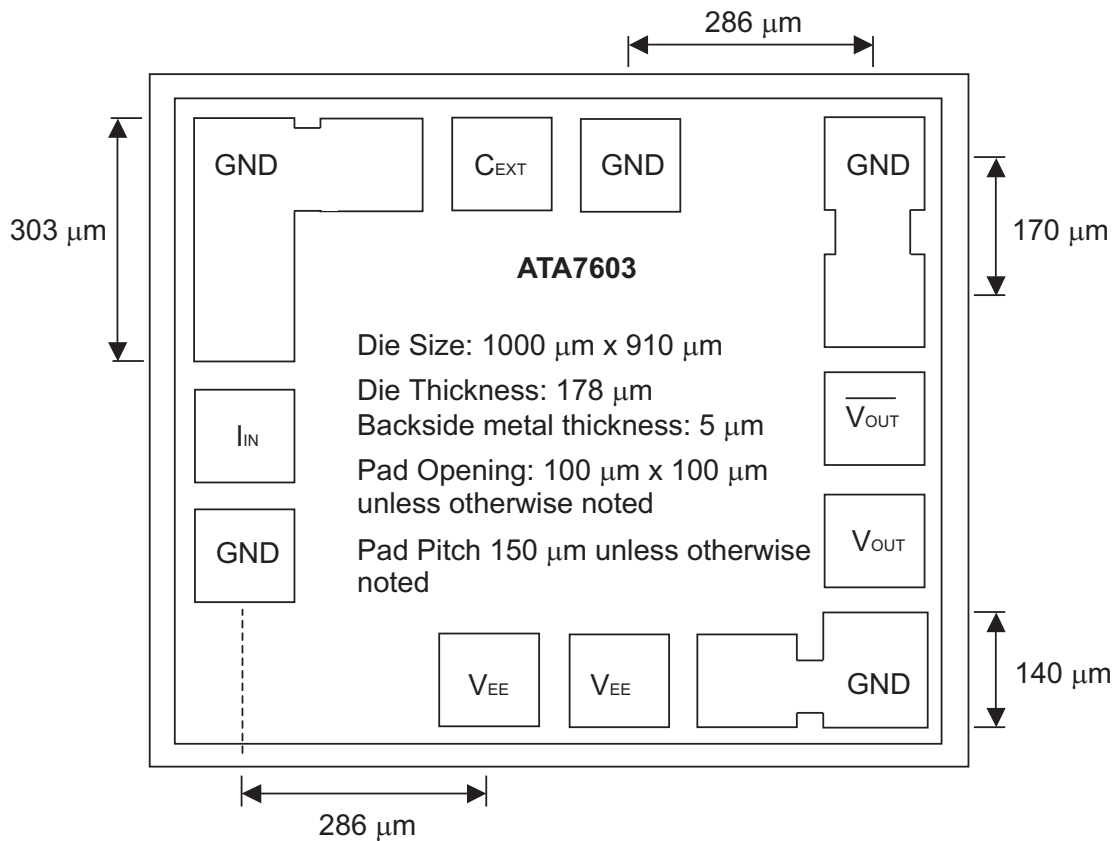 286 μm
GND
CEXT
GND
GND
303 μm
170 μm
ATA7603
Die Size: 1000 μm x 910 μm
Die Thickness: 178 μm
Backside metal thickness: 5 μm
IIN
VOUT
Pad Opening: 100 μm x 100 μm
unless otherwise noted
GND
VOUT
Pad Pitch 150 μm unless otherwise
noted
VEE
VEE
GND
140 μm
286 μm